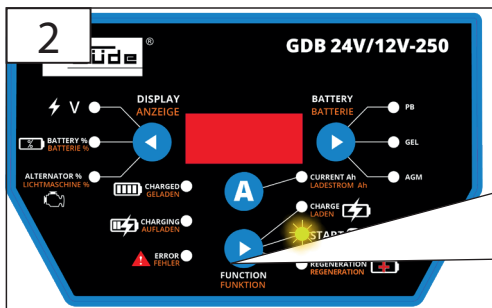 2
üde®
GDB 24V/12V-250
DISPLAY
ANZEIGE
BATTERY
BATTERIE
V
PB
%
BATTERY %
BATTERIE %
GEL
ALTERNATOR %
LICHTMASCHINE %
AGM
CHARGED
GELADEN
A
CURRENT Ah
LADESTROM Ah
CHARGING
AUFLADEN
CHARGE
LADEN
START
ERROR
FEHLER
FUNCTION
FUNKTION
REGENERATION
REGENERATION